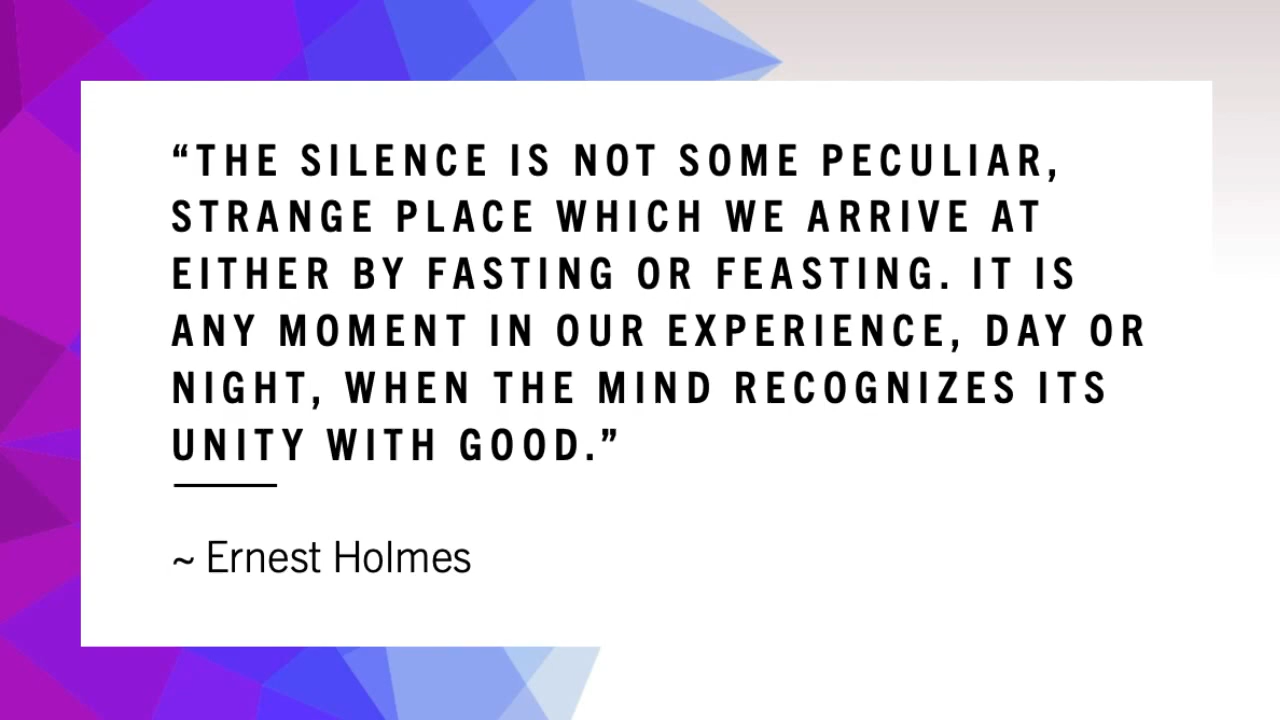 “THE SILENCE IS NOT SOME PECULIAR,
STRANGE PLACE WHICH WE ARRIVE AT
EITHER BY FASTING OR FEASTING. IT IS
ANY MOMENT IN OUR EXPERIENCE, DAY OR
NIGHT, WHEN THE MIND RECOGNIZES ITS
UNITY WITH GOOD.”
~ Ernest Holmes